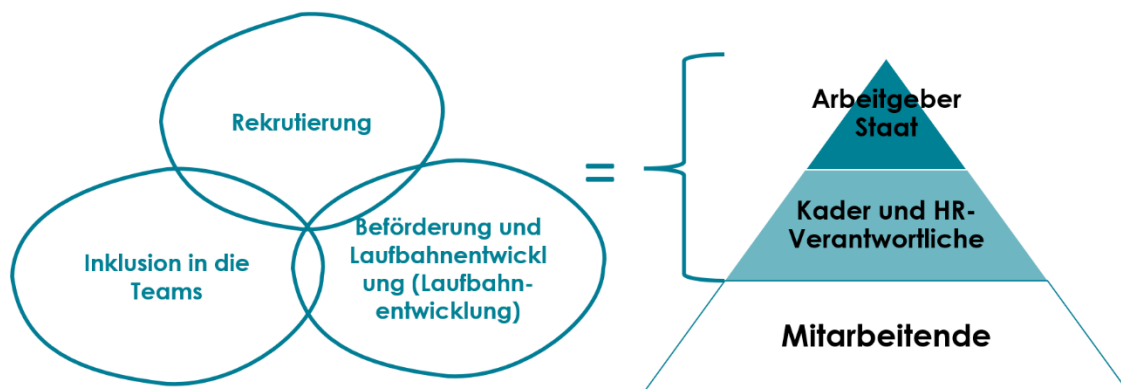 Rekrutierung
Inklusion in die
Teams
Beförderung und
Laufbahnentwickl
ung (Laufbahn-
entwicklung)
=
Arbeitgeber
Staat
Kader und HR-
Verantwortliche
Mitarbeitende